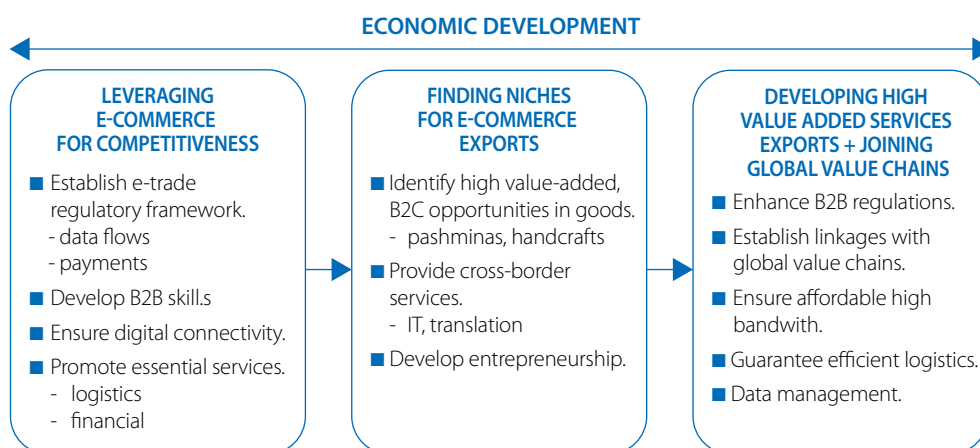 ECONOMIC DEVELOPMENT
LEVERAGING
E-COMMERCE
FOR COMPETITIVENESS
■ Establish e-trade
regulatory framework.
- data flows
- payments
■ Develop B2B skill.s
■ Ensure digital connectivity.
■ Promote essential services.
- logistics
- financial
FINDING NICHES
FOR E-COMMERCE
EXPORTS
■ Identify high value-added,
B2C opportunities in goods.
- pashminas, handcrafts
■ Provide cross-border
services.
- IT, translation
■ Develop entrepreneurship.
DEVELOPING HIGH
VALUE ADDED SERVICES
EXPORTS + JOINING
GLOBAL VALUE CHAINS
■ Enhance B2B regulations.
■ Establish linkages with
global value chains.
■ Ensure affordable high
bandwith.
■ Guarantee efficient logistics.
■ Data management.